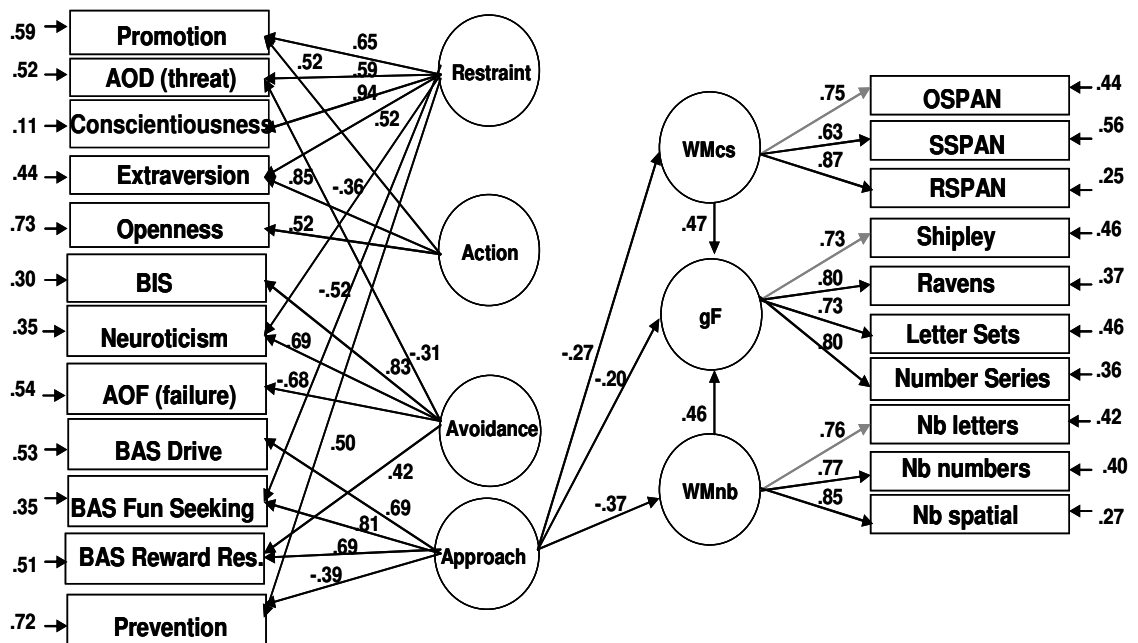 .59
Promotion
.52
AOD (threat)
.11
Conscientiousness
.44
Extraversion
.73
Openness
.30
BIS
.35
Neuroticism
.54
AOF (failure)
.53
BAS Drive
.35
BAS Fun Seeking
.51
BAS Reward Res.
.72
Prevention
.65
.52
.59
.94
.52
.85
-.36
.52
-.52
.69
-.31
.83
-.68
.50
.42
.69
.81
.69
-.39
Restraint
Action
Avoidance
Approach
-.27
-.20
-.37
WMcs
.47
gF
.46
WMnb
.75
.63
.87
.73
.80
.73
.80
.76
.77
.85
OSPAN
.44
SSPAN
.56
RSPAN
.25
Shipley
.46
Ravens
.37
Letter Sets
.46
Number Series
.36
Nb letters
.42
Nb numbers
.40
Nb spatial
.27